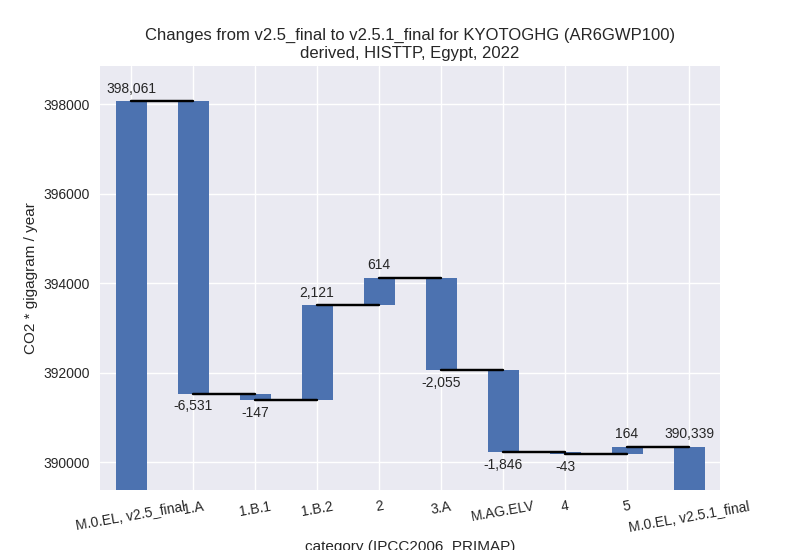 Changes from v2.5_final to v2.5.1_final for KYOTOGHG (AR6GWP100)
derived, HISTTP, Egypt, 2022
CO2 * gigagram / year
398000
396000
394000
392000
390000
398,061
-6,531
-147
2,121
614
-2,055
-1,846
-43
164
390,339
M.0.EL, v2.5_final
1.A
1.B.1
1.B.2
2
3.A
M.AG.ELV
4
5
M.0.EL, v2.5.1_final
category (IPCC2006_PRIMAP)